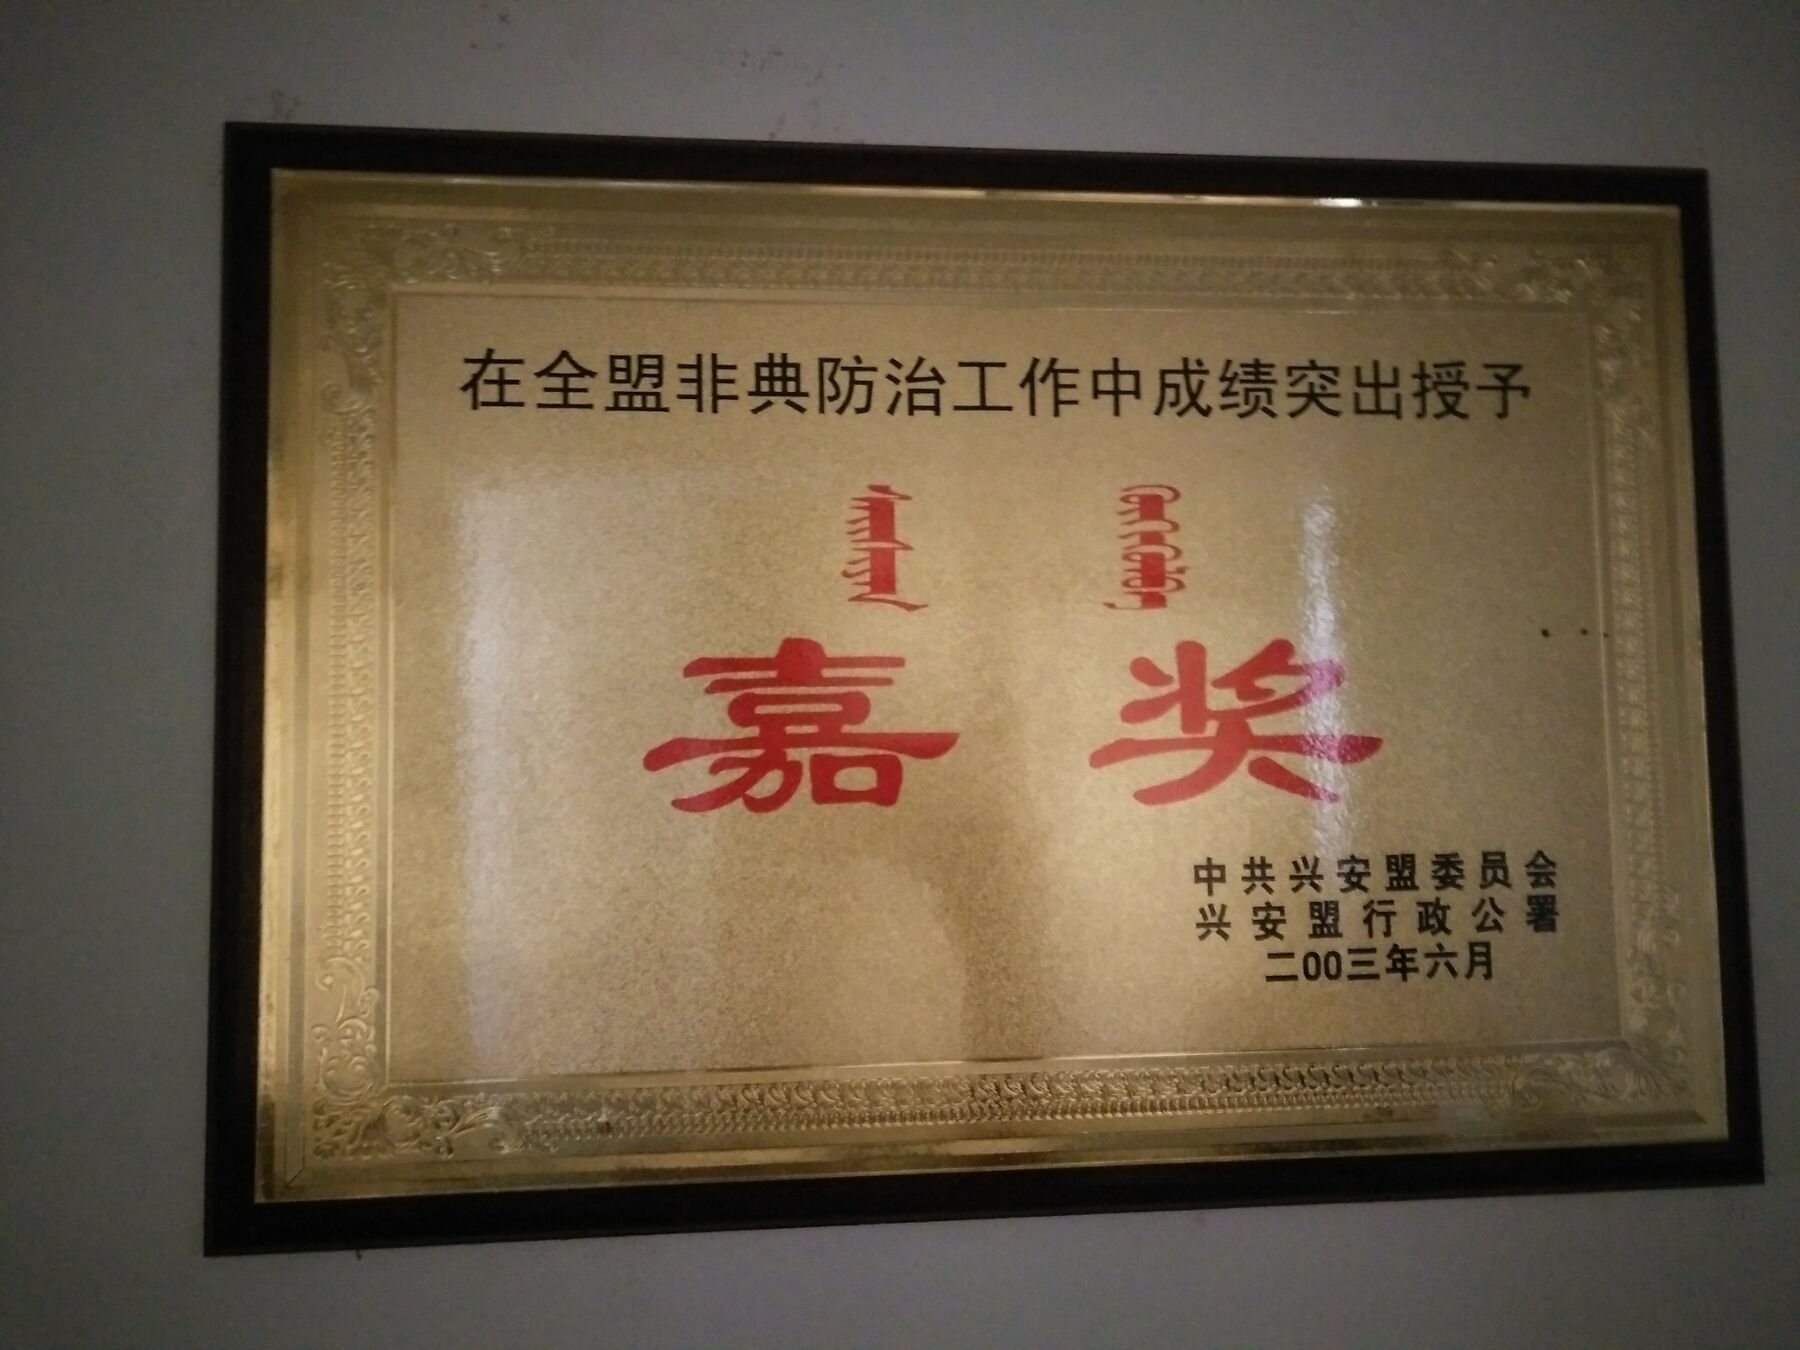 在全盟非典防治工作中成绩突出授予
嘉奖
中共兴安盟委员会
兴安盟行政公署
二00三年六月